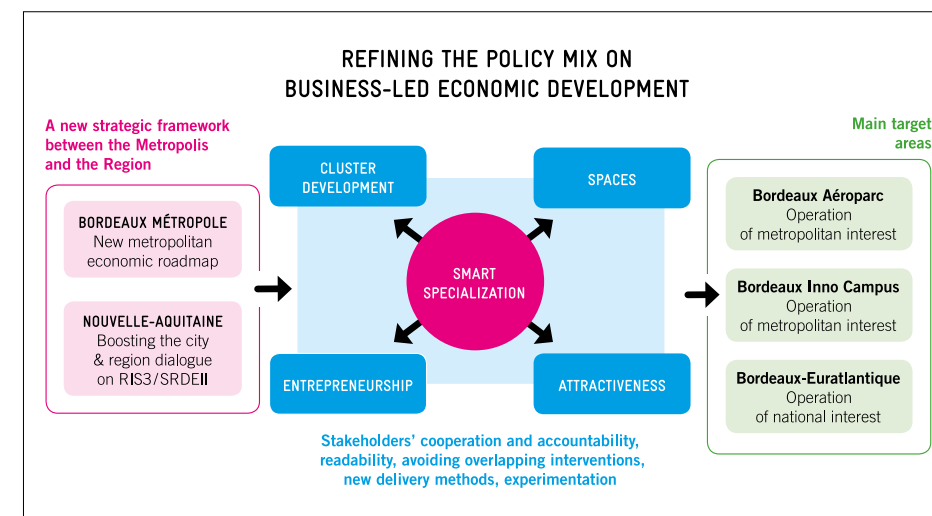 REFINING THE POLICY MIX ON
BUSINESS-LED ECONOMIC DEVELOPMENT
A new strategic framework
between the Metropolis
and the Region
BORDEAUX MÉTROPOLE
New metropolitan
economic roadmap
NOUVELLE-AQUITAINE
Boosting the city
& region dialogue
on RIS3/SRDEII
CLUSTER
DEVELOPMENT
SPACES
SMART
SPECIALIZATION
ENTREPRENEURSHIP
ATTRACTIVENESS
Stakeholders' cooperation and accountability,
readability, avoiding overlapping interventions,
new delivery methods, experimentation
Main target
areas
Bordeaux Aéroparc
Operation
of metropolitan interest
Bordeaux Inno Campus
Operation
of metropolitan interest
Bordeaux-Euratlantique
Operation
of national interest